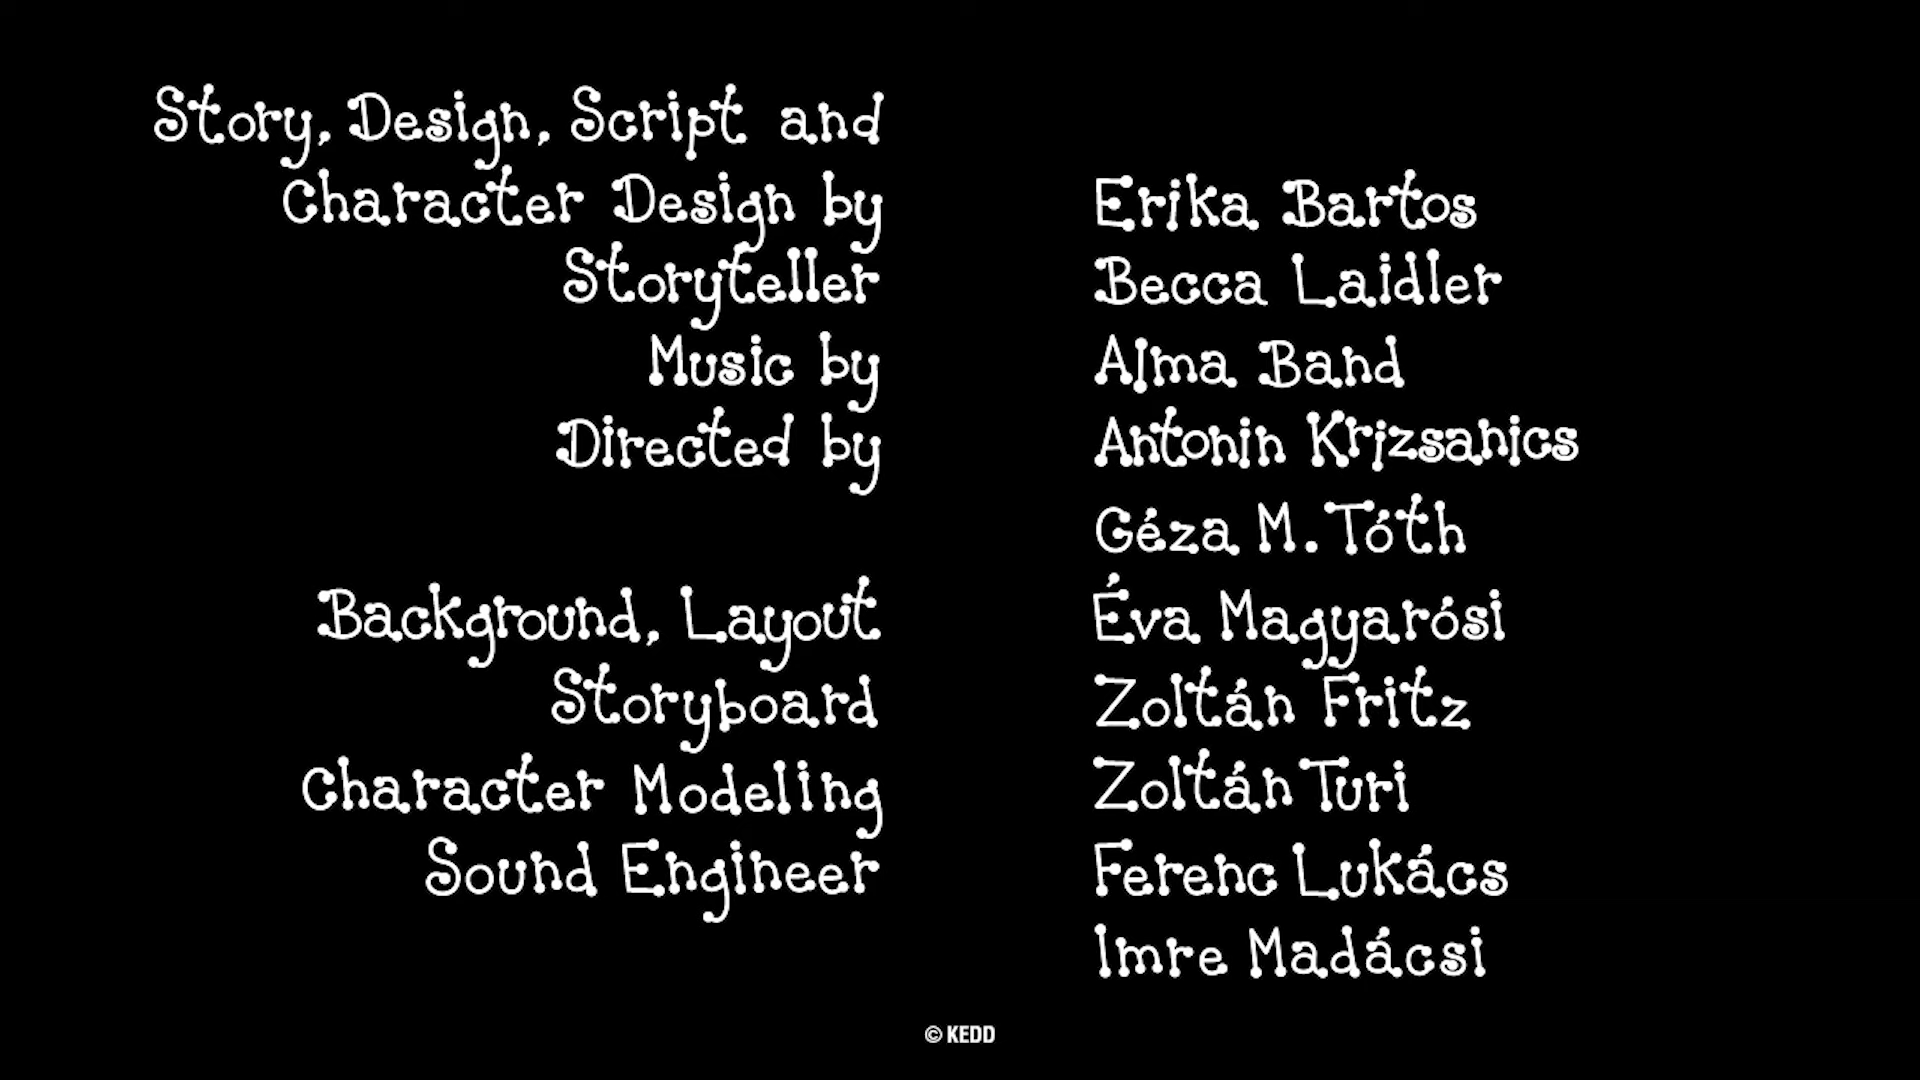 Story, Design, Script and
Character Design by Erika Bartos
Storyteller Becca Laidler
Music by Alma Band
Directed by Antonin Krizsanics
Géza M. Tóth
Background, Layout Éva Magyarósi
Storyboard Zoltán Fritz
Character Modeling Zoltán Turi
Sound Engineer Ferenc Lukács
Imre Madácsi
© KEDD